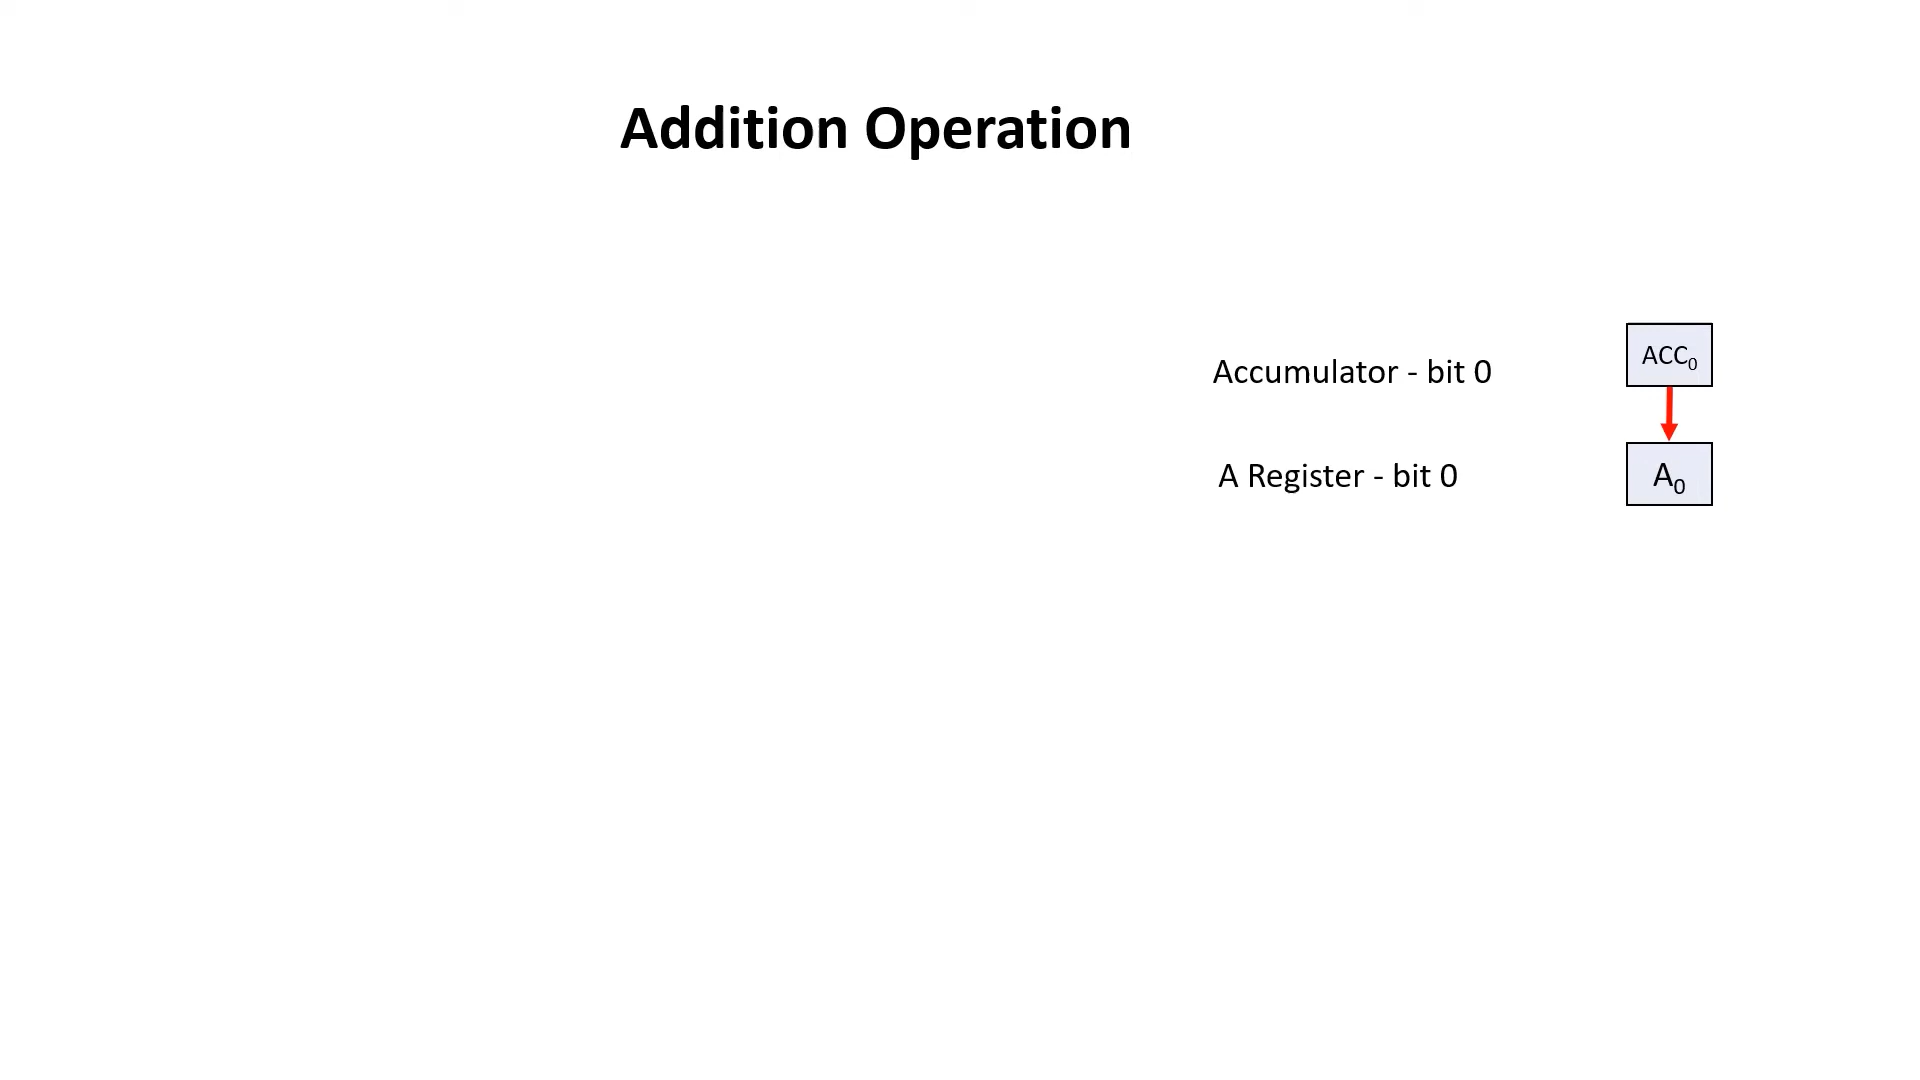 Addition Operation
Accumulator - bit 0
ACC₀
A Register - bit 0
A₀